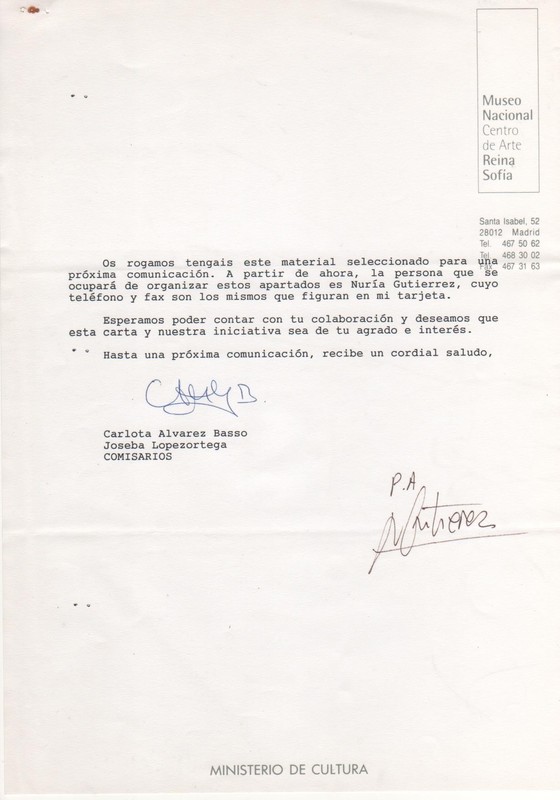 Museo
Nacional
Centro
de Arte
Reina
Sofía
Santa Isabel, 52
28012 Madrid
Tel. 467 50 62
Tel. 468 30 02
Fax. 467 31 63
Os rogamos tengais este material seleccionado para una
próxima comunicación. A partir de ahora, la persona que se
ocupará de organizar estos apartados es Nuría Gutierrez, cuyo
teléfono y fax son los mismos que figuran en mi tarjeta.
Esperamos poder contar con tu colaboración y deseamos que
esta carta y nuestra iniciativa sea de tu agrado e interés.
Hasta una próxima comunicación, recibe un cordial saludo,
Carlota Alvarez Basso
Joseba Lopezortega
COMISARIOS
P.A
MINISTERIO DE CULTURA